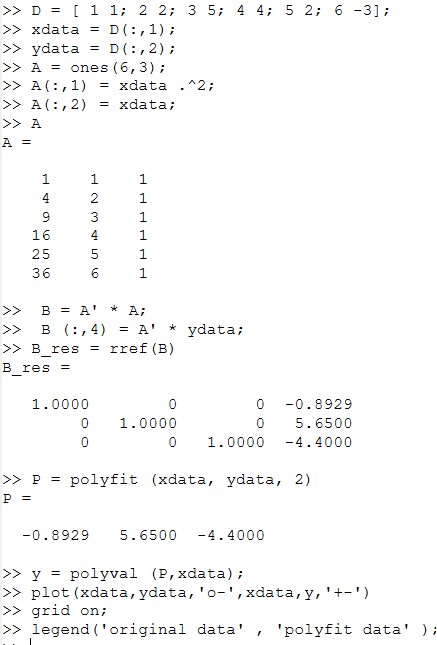 >> D = [ 1 1; 2 2; 3 5; 4 4; 5 2; 6 -3];
>> xdata = D(:,1);
>> ydata = D(:,2);
>> A = ones(6,3);
>> A(:,1) = xdata .^2;
>> A(:,2) = xdata;
>> A
A =
1 1 1
4 2 1
9 3 1
16 4 1
25 5 1
36 6 1
>> B = A' * A;
>> B (:,4) = A' * ydata;
>> B_res = rref(B)
B_res =
1.0000 0 0 -0.8929
0 1.0000 0 5.6500
0 0 1.0000 -4.4000
>> P = polyfit (xdata, ydata, 2)
P =
-0.8929 5.6500 -4.4000
>> y = polyval (P,xdata);
>> plot(xdata,ydata,'o-',xdata,y,'+-')
>> grid on;
>> legend('original data' , 'polyfit data' );
>>